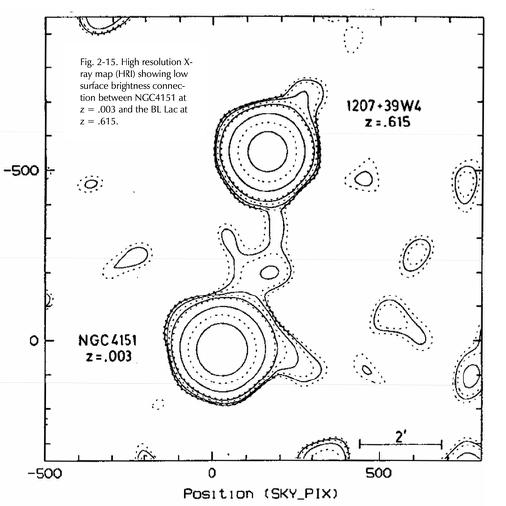 Fig. 2-15. High resolution X-
ray map (HRI) showing low
surface brightness connec-
tion between NGC4151 at
z = .003 and the BL Lac at
z = .615.
1207+39W4
z=.615
-500
0
NGC4151
z=.003
2'
-500
0
500
Position (SKY_PIX)